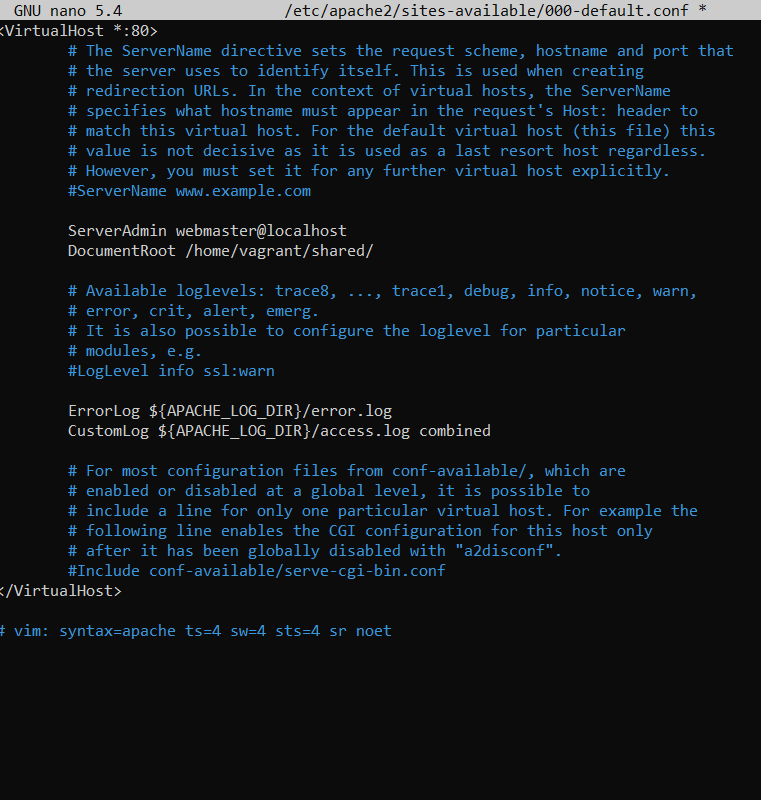 GNU nano 5.4 /etc/apache2/sites-available/000-default.conf *
<VirtualHost *:80>
# The ServerName directive sets the request scheme, hostname and port that
# the server uses to identify itself. This is used when creating
# redirection URLs. In the context of virtual hosts, the ServerName
# specifies what hostname must appear in the request's Host: header to
# match this virtual host. For the default virtual host (this file) this
# value is not decisive as it is used as a last resort host regardless.
# However, you must set it for any further virtual host explicitly.
#ServerName www.example.com
ServerAdmin webmaster@localhost
DocumentRoot /home/vagrant/shared/
# Available loglevels: trace8, ..., trace1, debug, info, notice, warn,
# error, crit, alert, emerg.
# It is also possible to configure the loglevel for particular
# modules, e.g.
#LogLevel info ssl:warn
ErrorLog ${APACHE_LOG_DIR}/error.log
CustomLog ${APACHE_LOG_DIR}/access.log combined
# For most configuration files from conf-available/, which are
# enabled or disabled at a global level, it is possible to
# include a line for only one particular virtual host. For example the
# following line enables the CGI configuration for this host only
# after it has been globally disabled with "a2disconf".
#Include conf-available/serve-cgi-bin.conf
</VirtualHost>
# vim: syntax=apache ts=4 sw=4 sts=4 sr noet